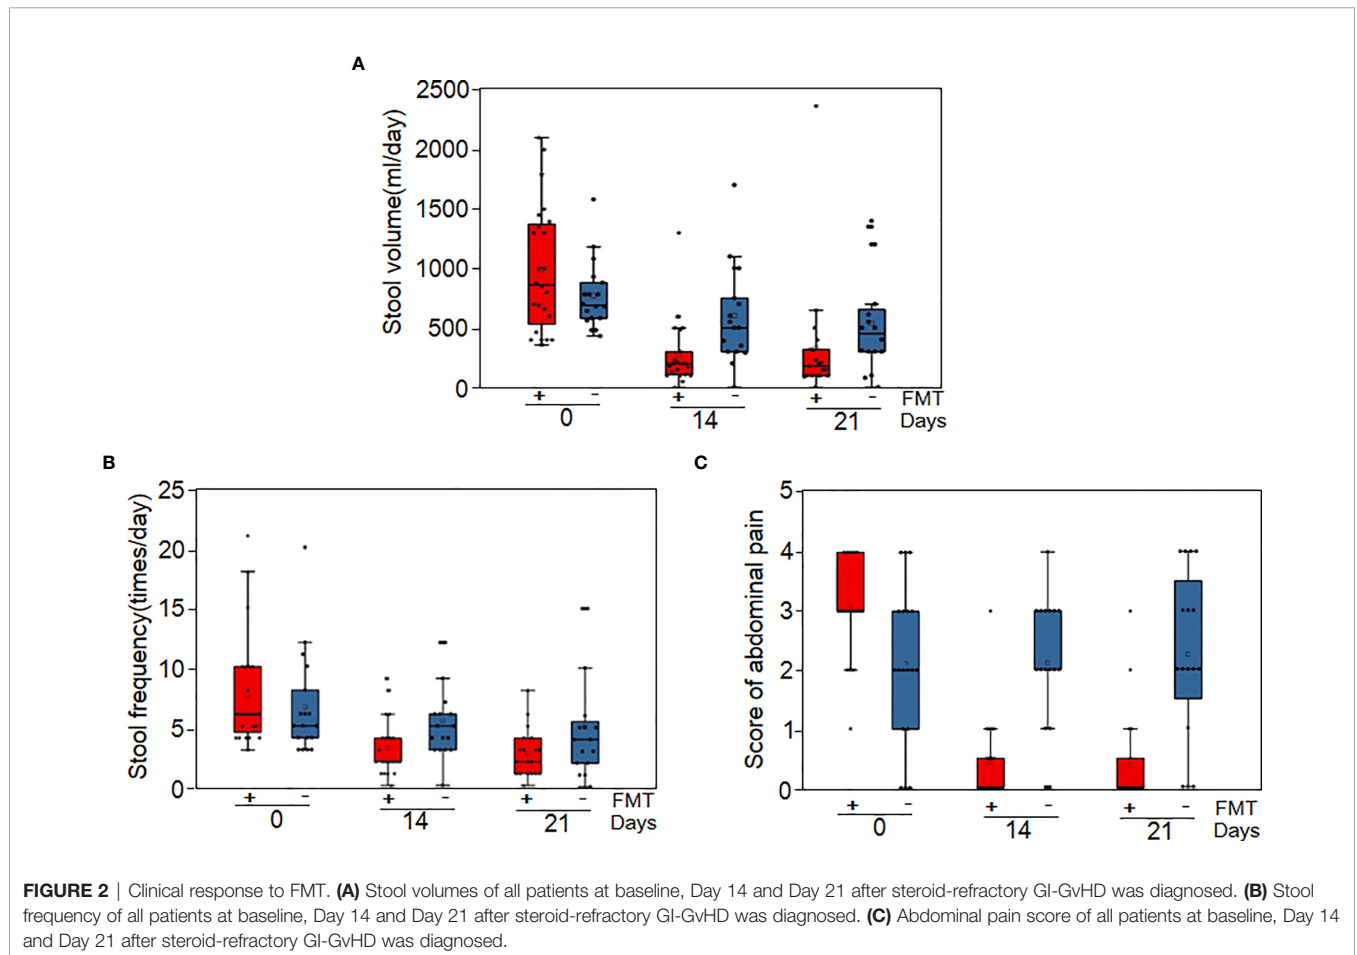 A
2500
2000
1500
1000
500
0
Stool volume(ml/day)
+ - + - + - FMT
0 14 21 Days
B
25
20
15
10
5
0
Stool frequency(times/day)
+ - + - + - FMT
0 14 21 Days
C
5
4
3
2
1
0
Score of abdominal pain
+ - + - + - FMT
0 14 21 Days
FIGURE 2 | Clinical response to FMT. (A) Stool volumes of all patients at baseline, Day 14 and Day 21 after steroid-refractory GI-GvHD was diagnosed. (B) Stool
frequency of all patients at baseline, Day 14 and Day 21 after steroid-refractory GI-GvHD was diagnosed. (C) Abdominal pain score of all patients at baseline, Day 14
and Day 21 after steroid-refractory GI-GvHD was diagnosed.